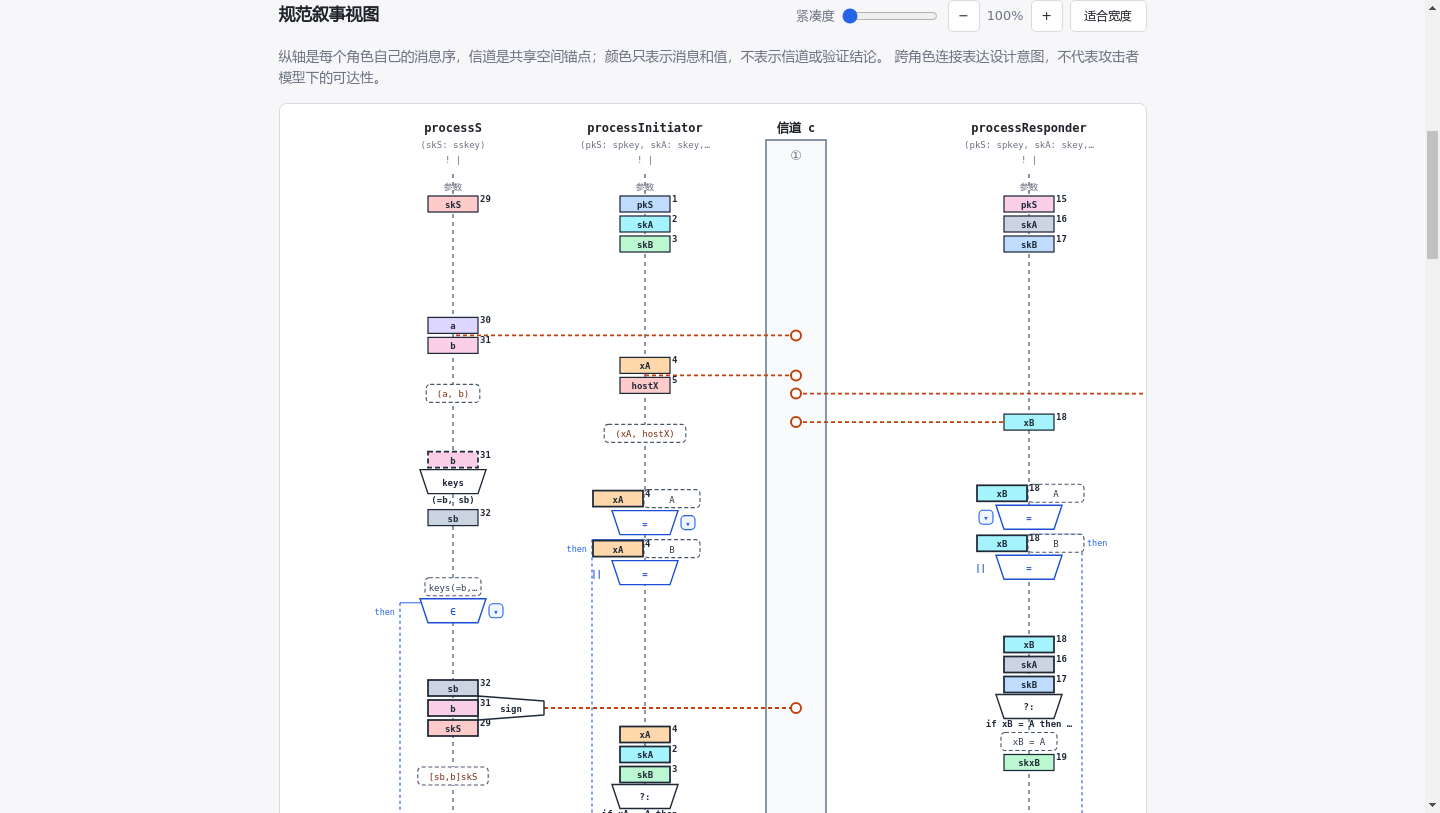 规范叙事视图
紧凑度
−
100%
+
适合宽度
纵轴是每个角色自己的消息序，信道是共享空间锚点；颜色只表示消息和值，不表示信道或验证结论。 跨角色连接表达设计意图，不代表攻击者
模型下的可达性。
processS
processInitiator
信道 c
processResponder
(skS: sskey)
(pkS: spkey, skA: skey,…
(pkS: spkey, skA: skey,…
! |
! |
①
! |
参数
参数
参数
skS 29
pkS 1
pkS 15
skA 2
skA 16
skB 3
skB 17
a 30
b 31
xA 4
hostX 5
(a, b)
xB 18
(xA, hostX)
b 31
keys
(=b, sb)
sb 32
xA 4 A
=
then xA 4 B
||
=
xB 18 A
=
xB 18 B then
||
=
keys(=b,…
then
∈
xB 18
skA 16
skB 17
?:
if xB = A then …
xB = A
skxB 19
sb 32
b 31
skS 29
sign
[sb,b]skS
xA 4
skA 2
skB 3
?: